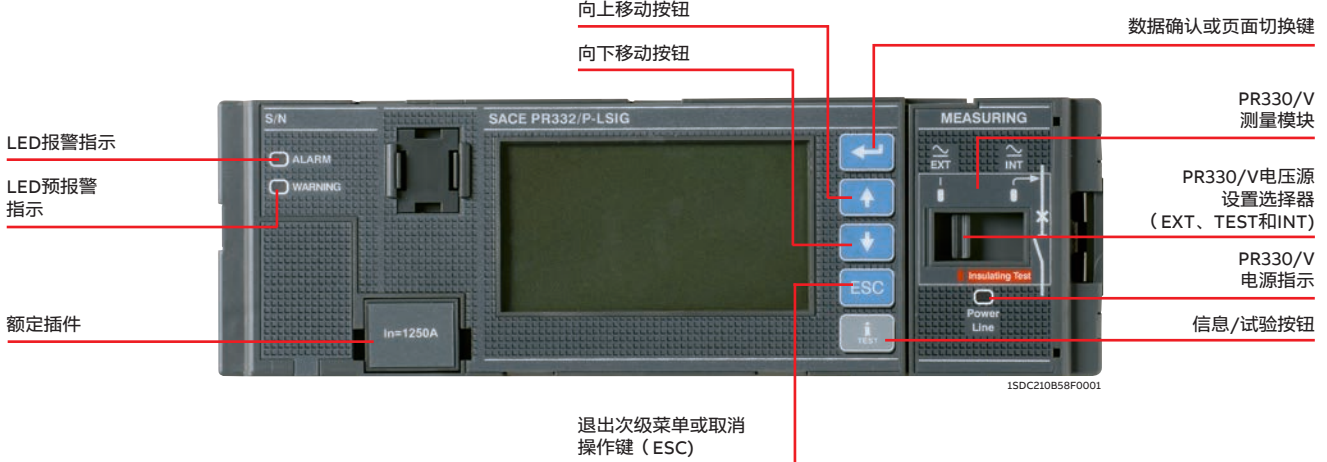 向上移动按钮
数据确认或页面切换键
向下移动按钮
PR330/V
测量模块
S/N
SACE PR332/P-LSIG
MEASURING
LED报警指示
ALARM
EXT
INT
LED预报警
指示
WARNING
PR330/V电压源
设置选择器
（EXT、TEST和INT)
ESC
Insulating Test
PR330/V
电源指示
Power
Line
额定插件
In=1250A
i
TEST
信息/试验按钮
1SDC210B58F0001
退出次级菜单或取消
操作键（ESC)